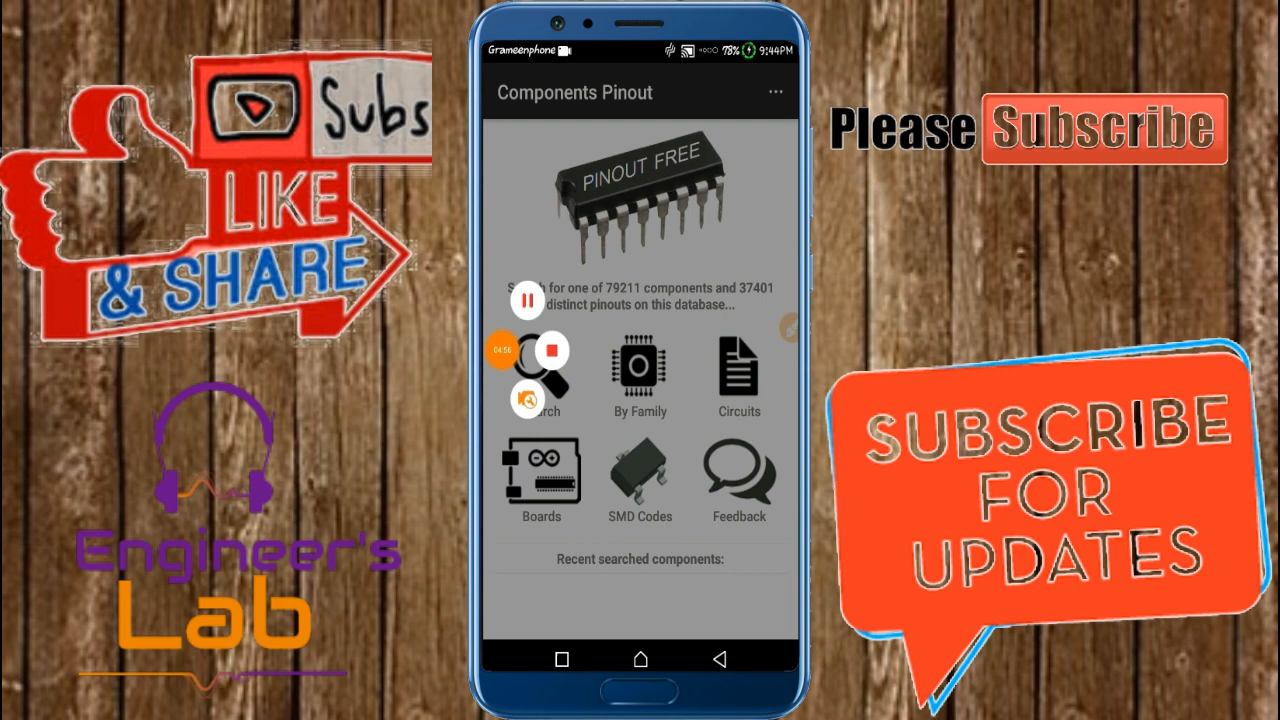 Subs
LIKE
& SHARE
Engineer's
Lab
Grameenphone
78%
9:44PM
Components Pinout
PINOUT FREE
for one of 79211 components and 37401
distinct pinouts on this database...
04:56
By Family
Circuits
Boards
SMD Codes
Feedback
Recent searched components:
Please Subscribe
SUBSCRIBE
FOR
UPDATES